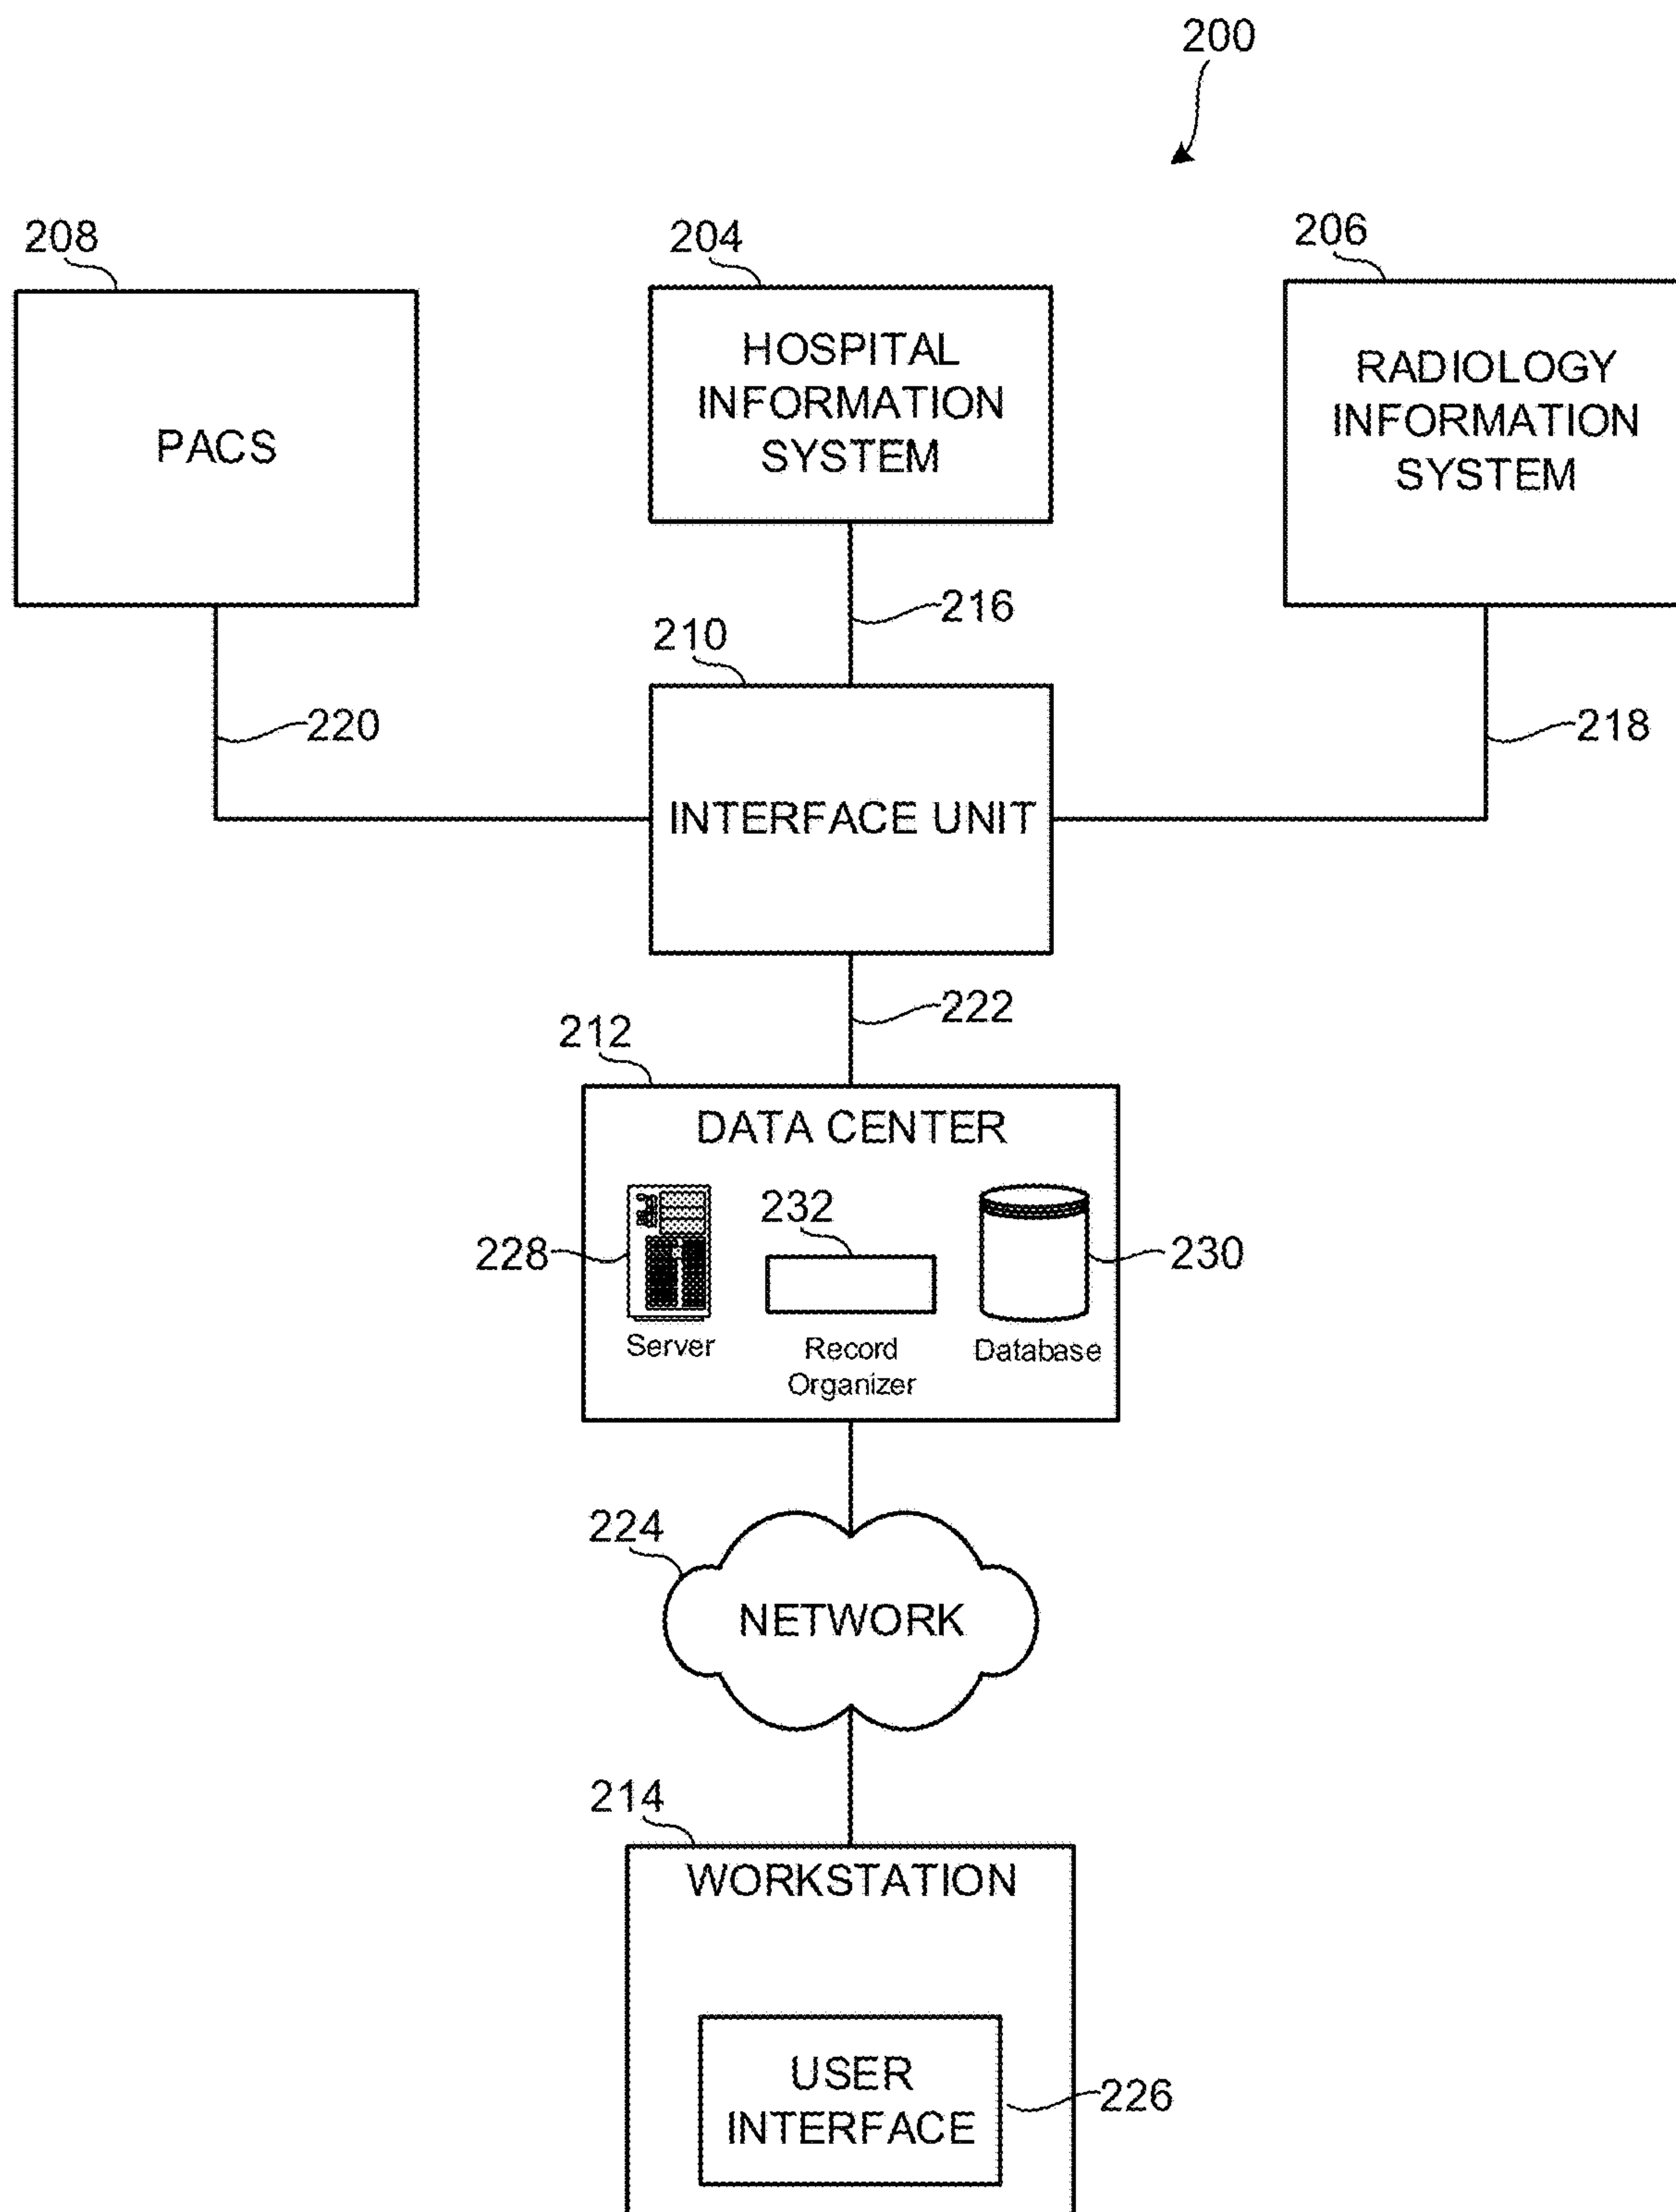 200
208
204
206
PACS
HOSPITAL
INFORMATION
SYSTEM
RADIOLOGY
INFORMATION
SYSTEM
216
210
220
218
INTERFACE UNIT
222
212
DATA CENTER
232
228
230
Server
Record
Organizer
Database
224
NETWORK
214
WORKSTATION
USER
INTERFACE
226